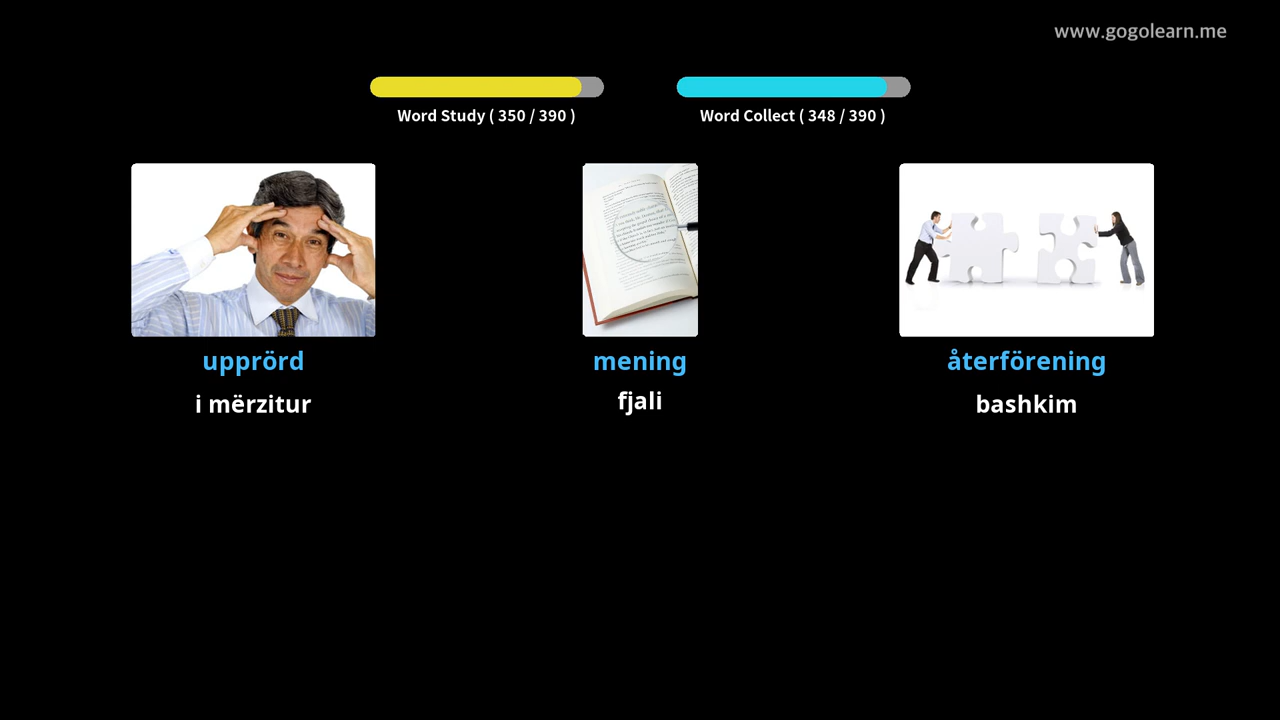 www.gogolearn.me
Word Study ( 350 / 390 )
Word Collect ( 348 / 390 )
upprörd
mening
återförening
i mërzitur
fjali
bashkim